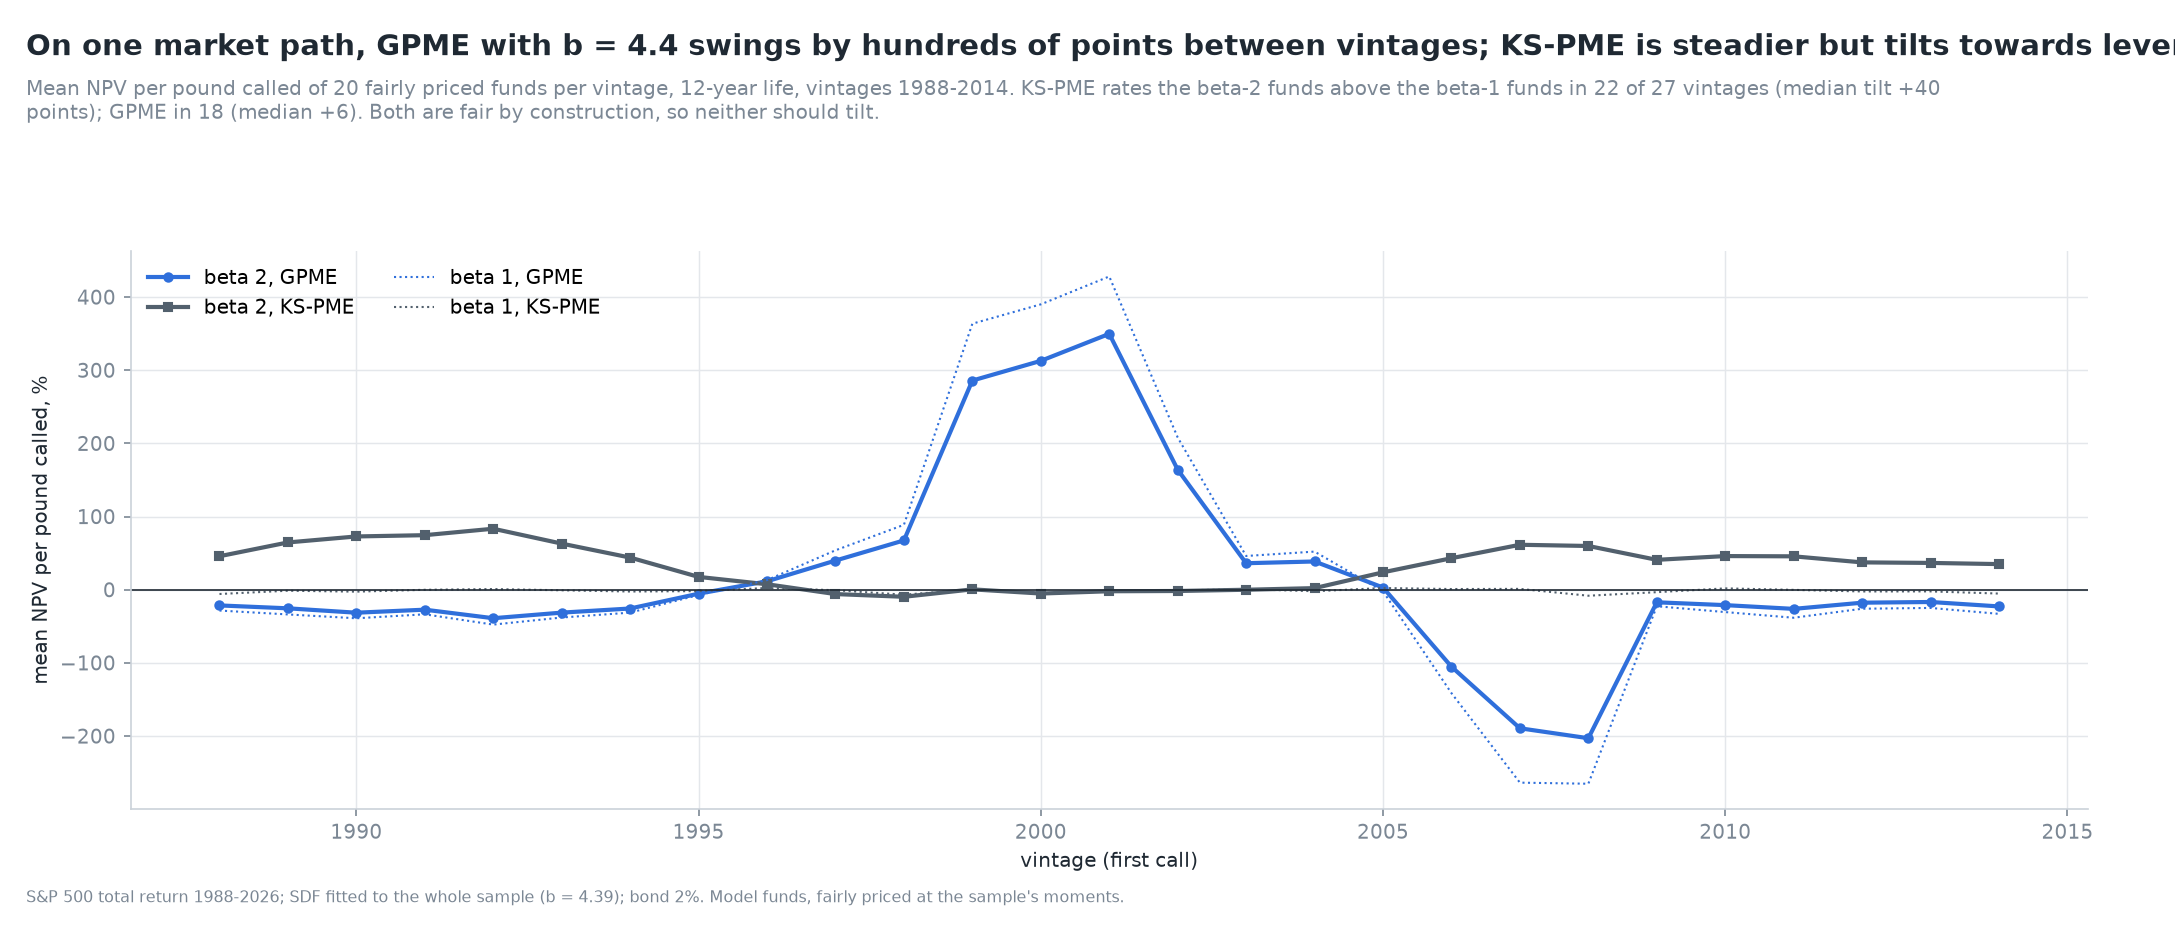 On one market path, GPME with b = 4.4 swings by hundreds of points between vintages; KS-PME is steadier but tilts towards lever
Mean NPV per pound called of 20 fairly priced funds per vintage, 12-year life, vintages 1988-2014. KS-PME rates the beta-2 funds above the beta-1 funds in 22 of 27 vintages (median tilt +40
points); GPME in 18 (median +6). Both are fair by construction, so neither should tilt.
beta 2, GPME
beta 2, KS-PME
beta 1, GPME
beta 1, KS-PME
mean NPV per pound called, %
400
300
200
100
0
−100
−200
1990
1995
2000
2005
2010
2015
vintage (first call)
S&P 500 total return 1988-2026; SDF fitted to the whole sample (b = 4.39); bond 2%. Model funds, fairly priced at the sample's moments.